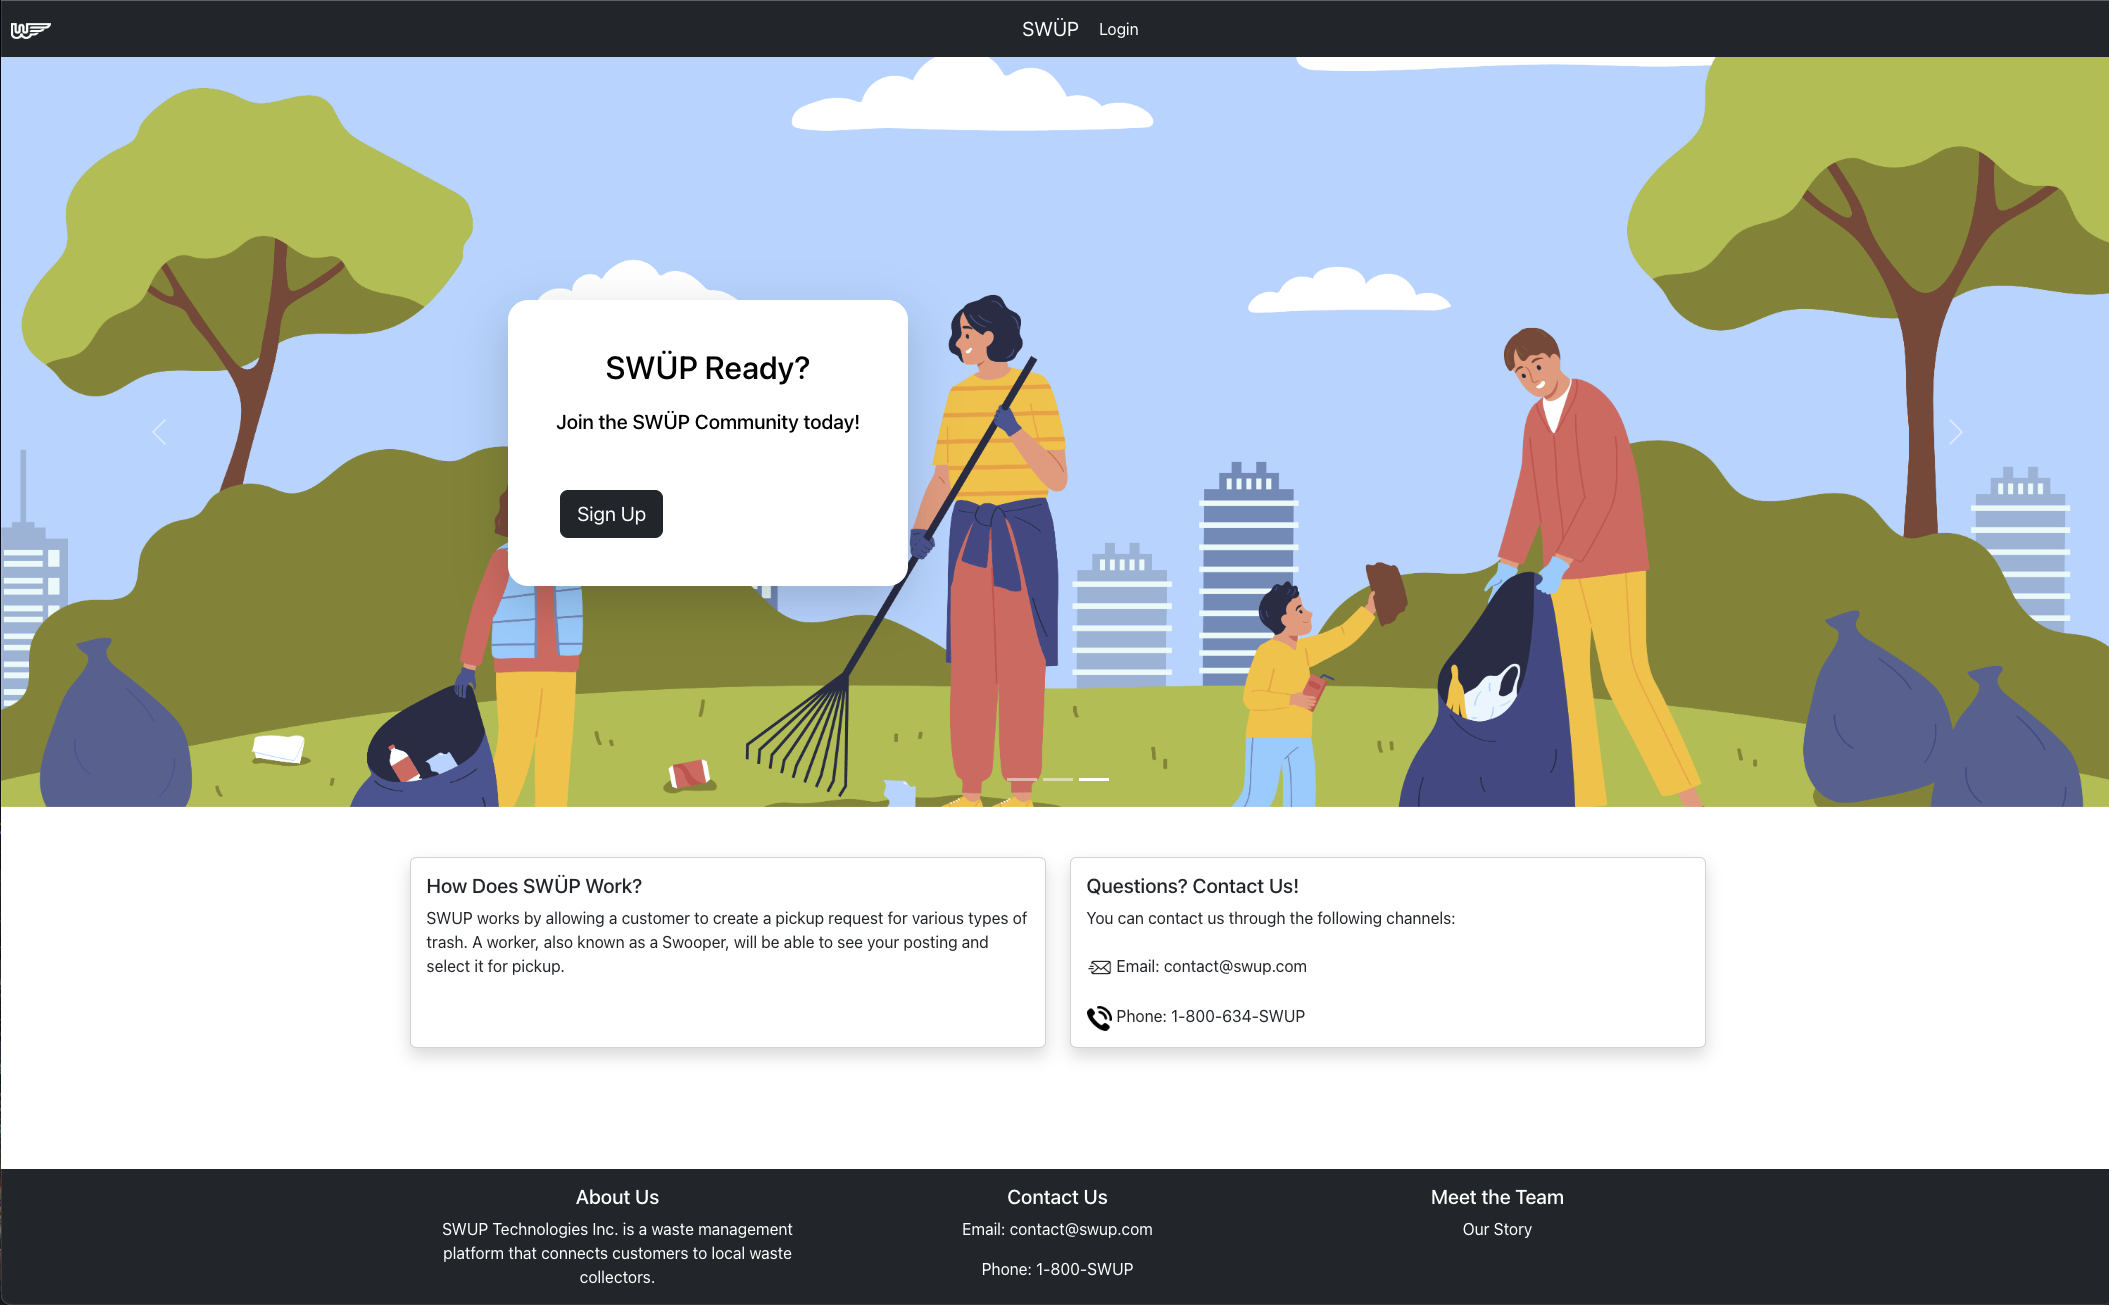 SWÜP Login
SWÜP Ready?
Join the SWÜP Community today!
Sign Up
How Does SWÜP Work?
SWUP works by allowing a customer to create a pickup request for various types of
trash. A worker, also known as a Swooper, will be able to see your posting and
select it for pickup.
Questions? Contact Us!
You can contact us through the following channels:
Email: contact@swup.com
Phone: 1-800-634-SWUP
About Us
SWUP Technologies Inc. is a waste management
platform that connects customers to local waste
collectors.
Contact Us
Email: contact@swup.com
Phone: 1-800-SWUP
Meet the Team
Our Story